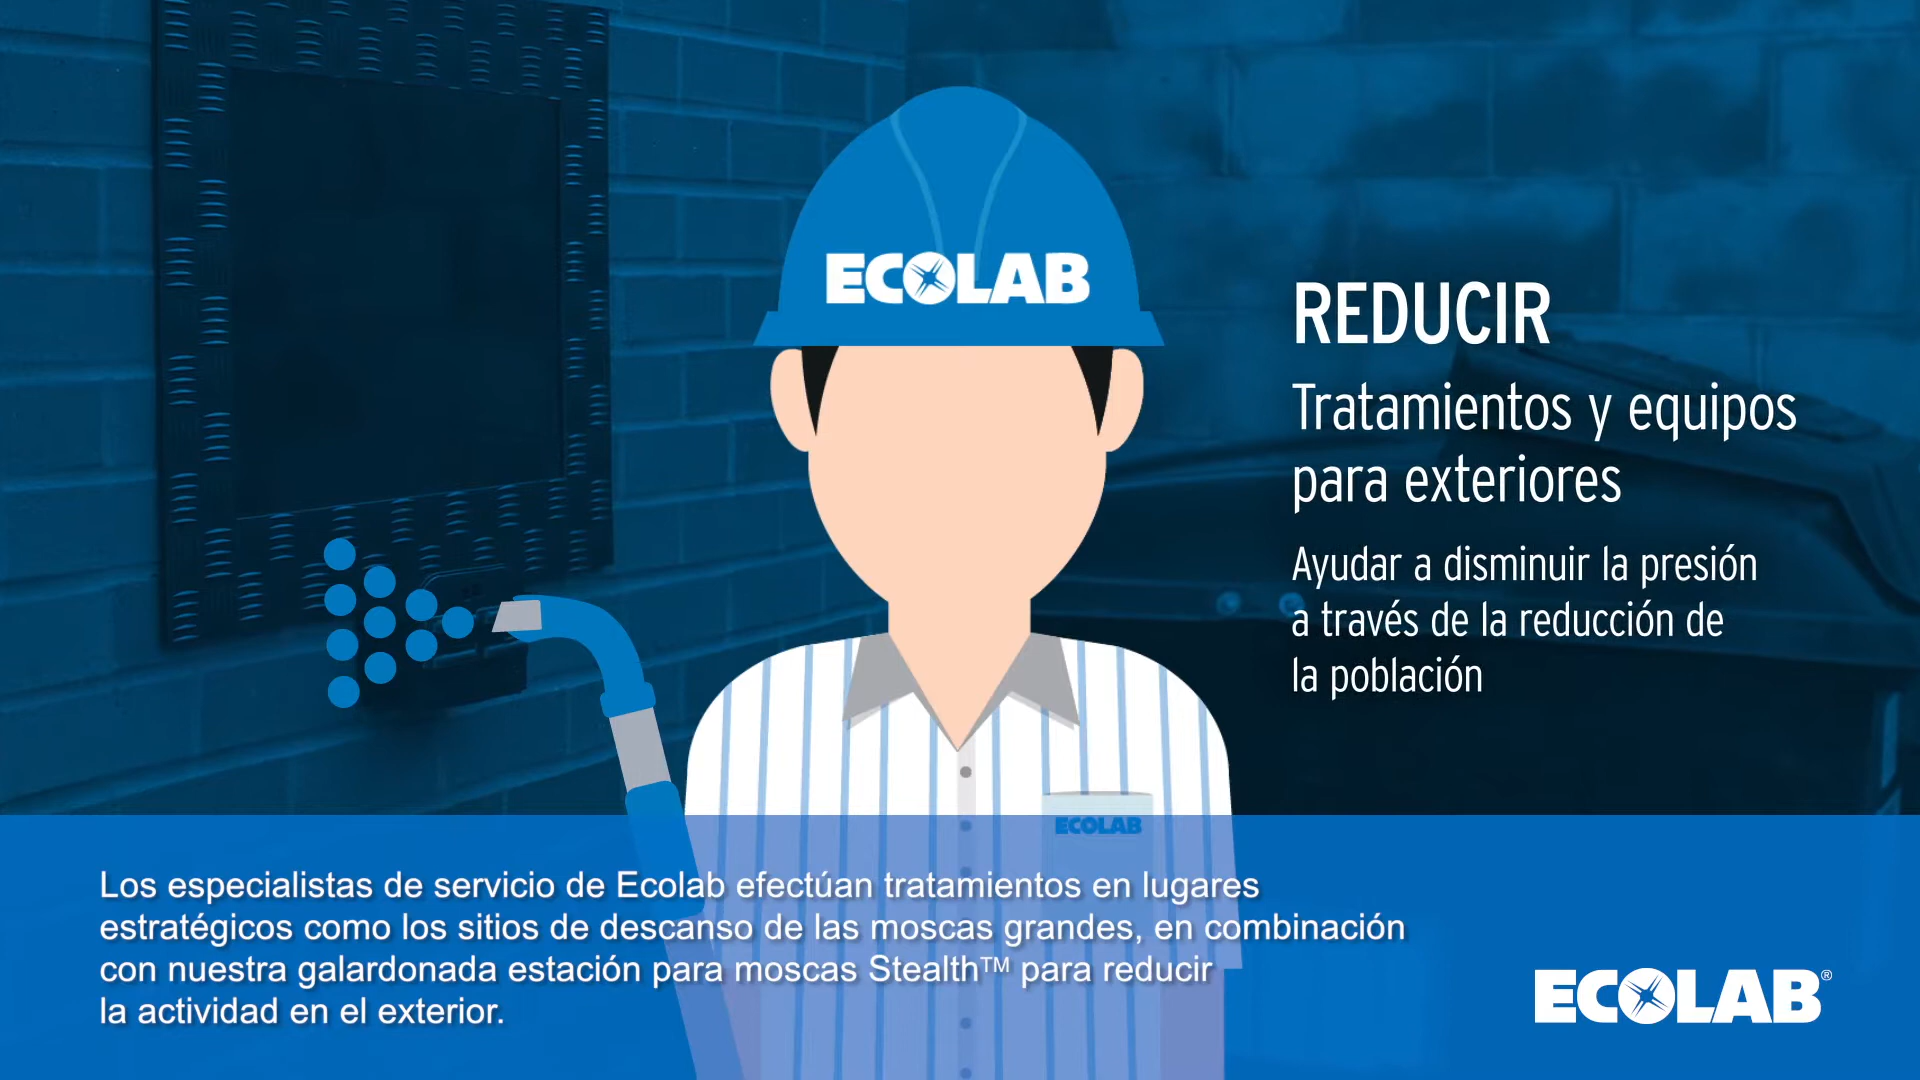 ECOLAB
REDUCIR
Tratamientos y equipos
para exteriores
Ayudar a disminuir la presión
a través de la reducción de
la población
ECOLAB
Los especialistas de servicio de Ecolab efectúan tratamientos en lugares
estratégicos como los sitios de descanso de las moscas grandes, en combinación
con nuestra galardonada estación para moscas Stealth™ para reducir
la actividad en el exterior.
ECOLAB®